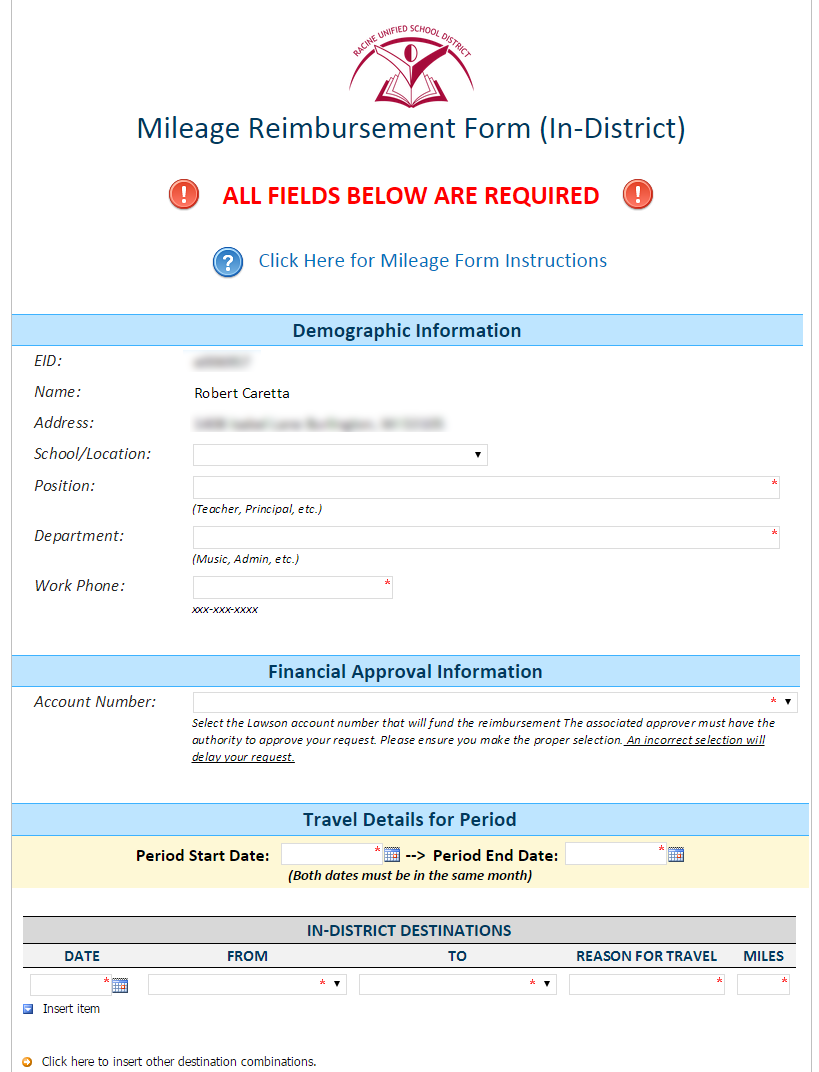 RACINE UNIFIED SCHOOL DISTRICT
Mileage Reimbursement Form (In-District)
! ALL FIELDS BELOW ARE REQUIRED !
? Click Here for Mileage Form Instructions
Demographic Information
EID:
Name: Robert Caretta
Address:
School/Location:
Position: *
(Teacher, Principal, etc.)
Department: *
(Music, Admin, etc.)
Work Phone: *
xxx-xxx-xxxx
Financial Approval Information
Account Number: *
Select the Lawson account number that will fund the reimbursement The associated approver must have the
authority to approve your request. Please ensure you make the proper selection. An incorrect selection will
delay your request.
Travel Details for Period
Period Start Date: * --> Period End Date: *
(Both dates must be in the same month)
IN-DISTRICT DESTINATIONS
DATE FROM TO REASON FOR TRAVEL MILES
* * * * *
Insert item
Click here to insert other destination combinations.